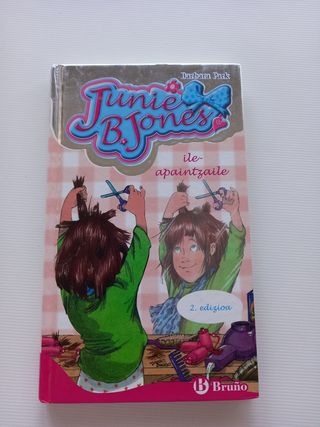 Barbara Park
Junie
B. Jones
ile-
apaintzaile
2. edizioa
B Bruño